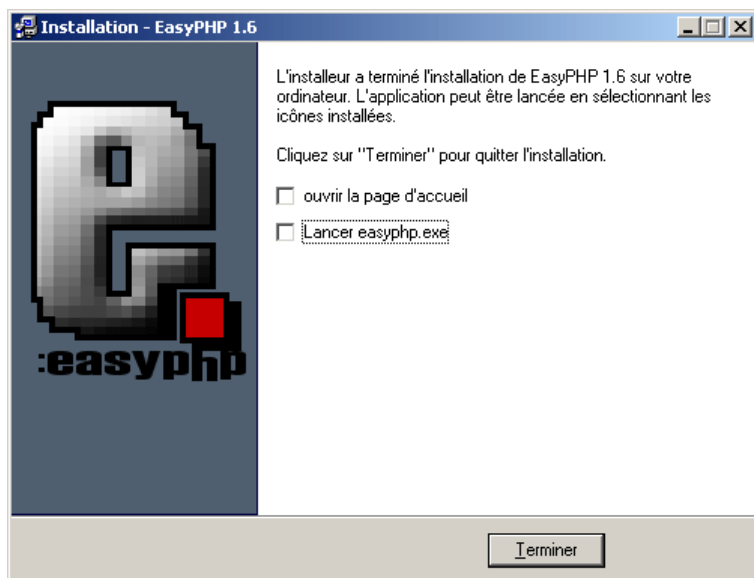 Installation - EasyPHP 1.6
L'installeur a terminé l'installation de EasyPHP 1.6 sur votre
ordinateur. L'application peut être lancée en sélectionnant les
icônes installées.
Cliquez sur "Terminer" pour quitter l'installation.
ouvrir la page d'accueil
Lancer easyphp.exe
e
:easyphp
Terminer